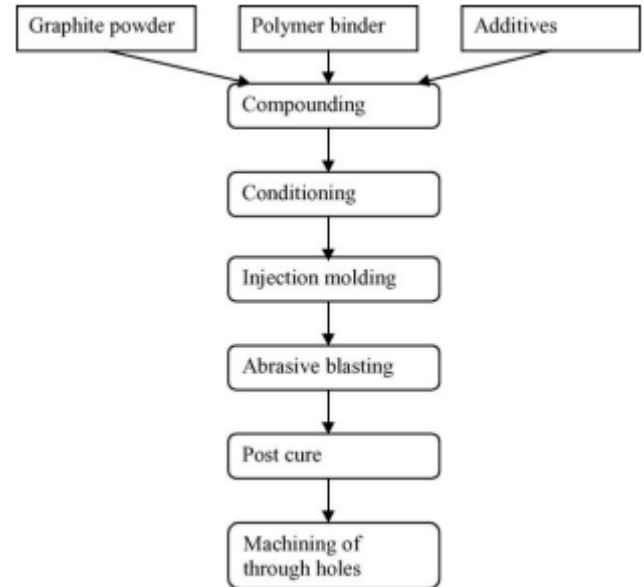 Graphite powder
Polymer binder
Additives
Compounding
Conditioning
Injection molding
Abrasive blasting
Post cure
Machining of
through holes